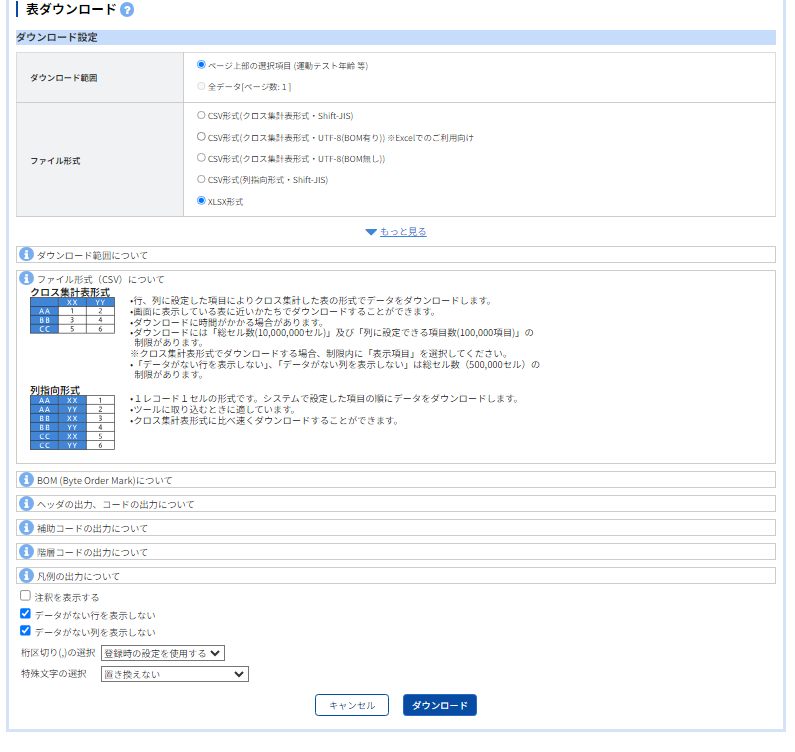 表ダウンロード ?
ダウンロード設定
ダウンロード範囲
ページ上部の選択項目 (運動テスト年齢 等)
全データ[ページ数: 1 ]
ファイル形式
CSV形式(クロス集計表形式・Shift-JIS)
CSV形式(クロス集計表形式・UTF-8(BOM有り)) ※Excelでのご利用向け
CSV形式(クロス集計表形式・UTF-8(BOM無し))
CSV形式(列指向形式・Shift-JIS)
XLSX形式
もっと見る
i ダウンロード範囲について
i ファイル形式（CSV）について
クロス集計表形式
XX YY
AA 1 2
BB 3 4
CC 5 6
•行、列に設定した項目によりクロス集計した表の形式でデータをダウンロードします。
•画面に表示している表に近いかたちでダウンロードすることができます。
•ダウンロードに時間がかかる場合があります。
•ダウンロードには「総セル数(10,000,000セル)」及び「列に設定できる項目数(100,000項目)」の
制限があります。
※クロス集計表形式でダウンロードする場合、制限内に「表示項目」を選択してください。
•「データがない行を表示しない」、「データがない列を表示しない」は総セル数（500,000セル）の
制限があります。
列指向形式
AA XX 1
AA YY 2
BB XX 3
BB YY 4
CC XX 5
CC YY 6
•１レコード１セルの形式です。システムで設定した項目の順にデータをダウンロードします。
•ツールに取り込むときに適しています。
•クロス集計表形式に比べ速くダウンロードすることができます。
i BOM (Byte Order Mark)について
i ヘッダの出力、コードの出力について
i 補助コードの出力について
i 階層コードの出力について
i 凡例の出力について
注釈を表示する
データがない行を表示しない
データがない列を表示しない
桁区切り(,)の選択 登録時の設定を使用する
特殊文字の選択 置き換えない
キャンセル ダウンロード